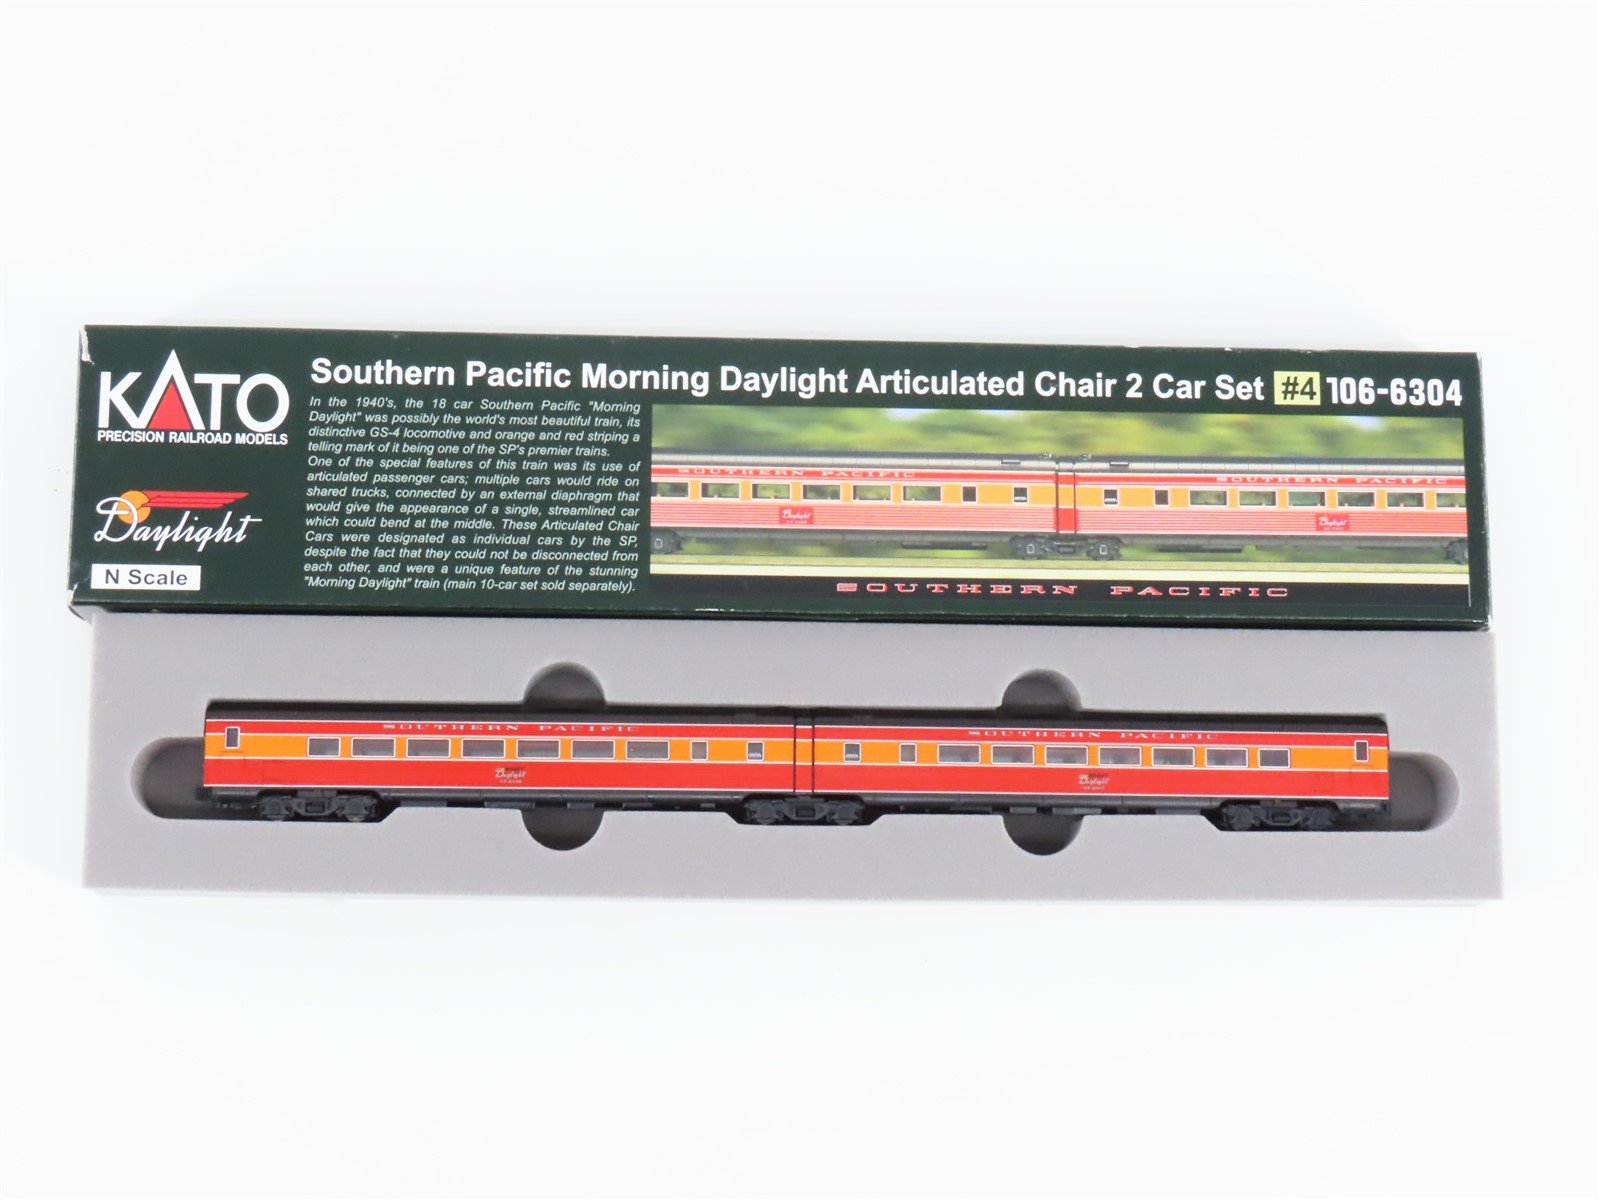 KATO
PRECISION RAILROAD MODELS
Daylight
N Scale
Southern Pacific Morning Daylight Articulated Chair 2 Car Set #4 106-6304
In the 1940's, the 18 car Southern Pacific "Morning
Daylight" was possibly the world's most beautiful train, its
distinctive GS-4 locomotive and orange and red striping a
telling mark of it being one of the SP's premier trains.
One of the special features of this train was its use of
articulated passenger cars; multiple cars would ride on
shared trucks, connected by an external diaphragm that
would give the appearance of a single, streamlined car
which could bend at the middle. These Articulated Chair
Cars were designated as individual cars by the SP,
despite the fact that they could not be disconnected from
each other, and were a unique feature of the stunning
"Morning Daylight" train (main 10-car set sold separately).
SOUTHERN PACIFIC
SOUTHERN PACIFIC
Daylight
Daylight
SOUTHERN PACIFIC
SOUTHERN PACIFIC
SOUTHERN PACIFIC
Daylight
Daylight